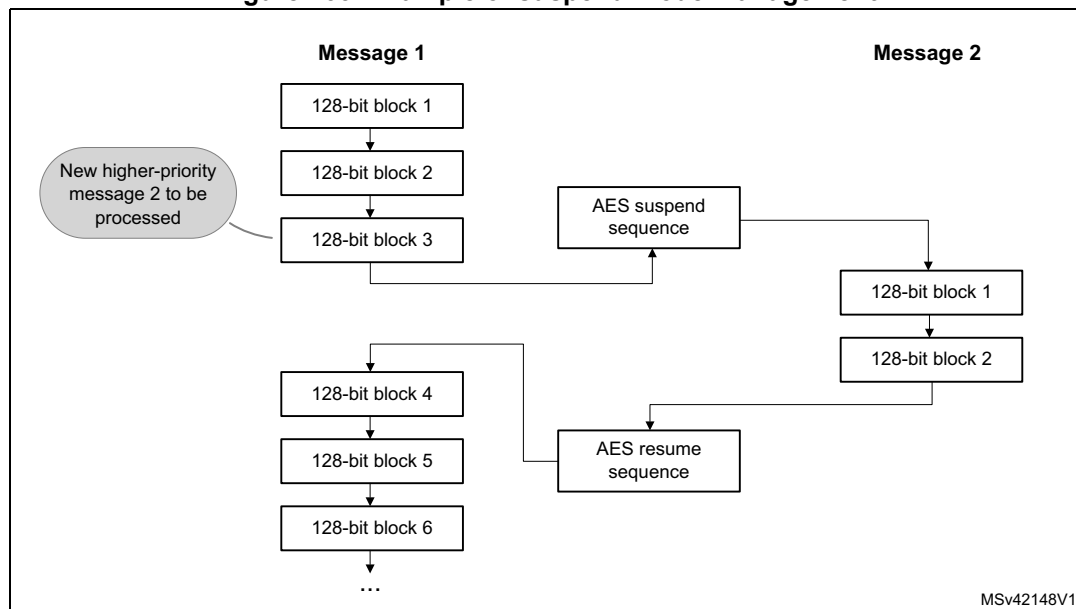 Message 1
Message 2
128-bit block 1
128-bit block 2
New higher-priority
message 2 to be
processed
128-bit block 3
AES suspend
sequence
128-bit block 1
128-bit block 2
128-bit block 4
AES resume
sequence
128-bit block 5
128-bit block 6
...
MSv42148V1